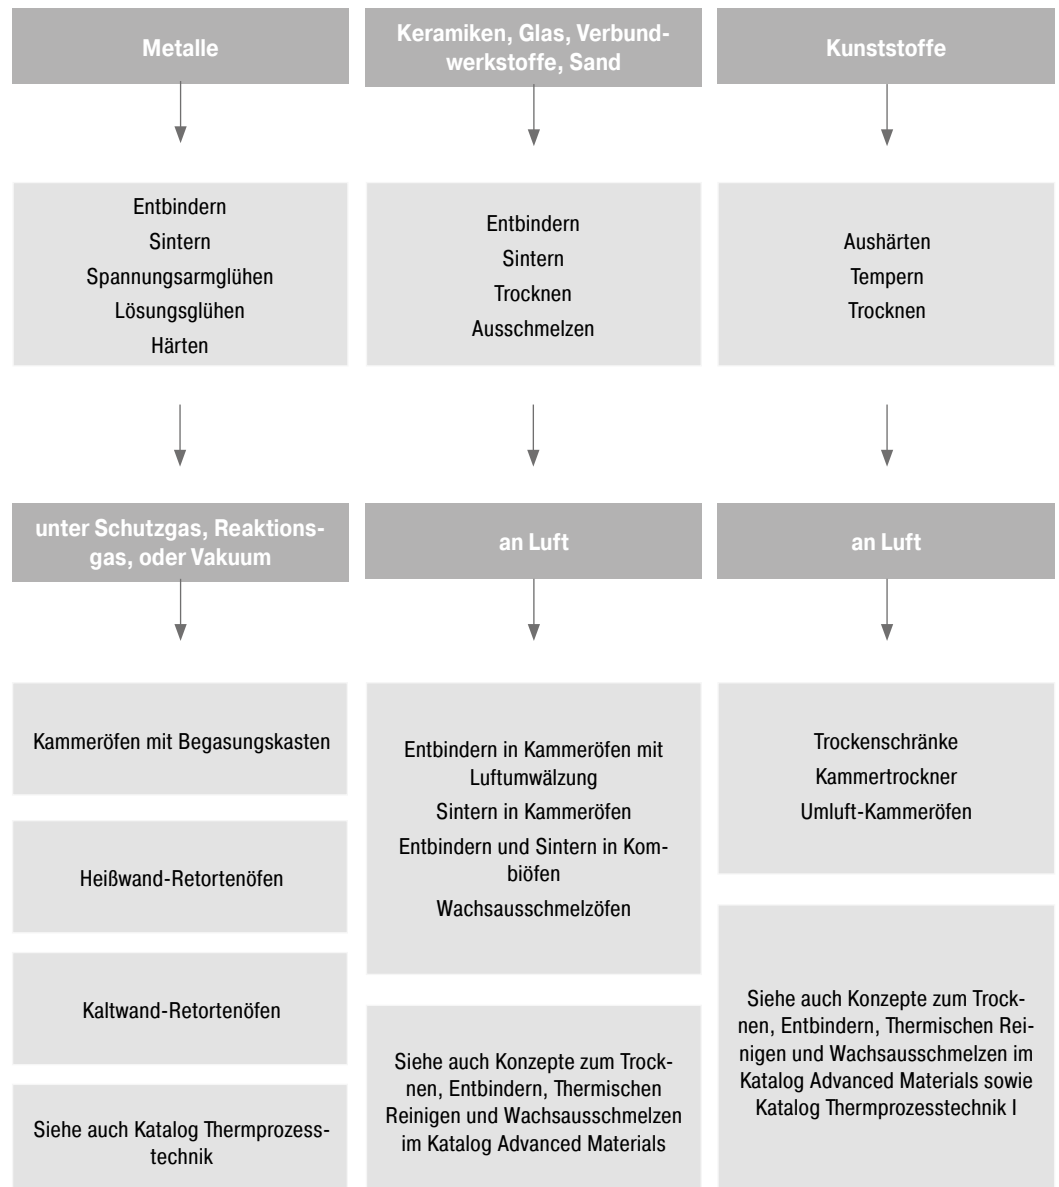 Metalle
Keramiken, Glas, Verbund-
werkstoffe, Sand
Kunststoffe
Entbindern
Sintern
Spannungsarmglühen
Lösungsglühen
Härten
Entbindern
Sintern
Trocknen
Ausschmelzen
Aushärten
Tempern
Trocknen
unter Schutzgas, Reaktions-
gas, oder Vakuum
an Luft
an Luft
Kammeröfen mit Begasungskasten
Heißwand-Retortenöfen
Kaltwand-Retortenöfen
Siehe auch Katalog Thermprozess-
technik
Entbindern in Kammeröfen mit
Luftumwälzung
Sintern in Kammeröfen
Entbindern und Sintern in Kom-
biöfen
Wachsausschmelzöfen
Siehe auch Konzepte zum Trock-
nen, Entbindern, Thermischen
Reinigen und Wachsausschmelzen
im Katalog Advanced Materials
Trockenschränke
Kammertrockner
Umluft-Kammeröfen
Siehe auch Konzepte zum Trock-
nen, Entbindern, Thermischen Rei-
nigen und Wachsausschmelzen im
Katalog Advanced Materials sowie
Katalog Thermprozesstechnik I